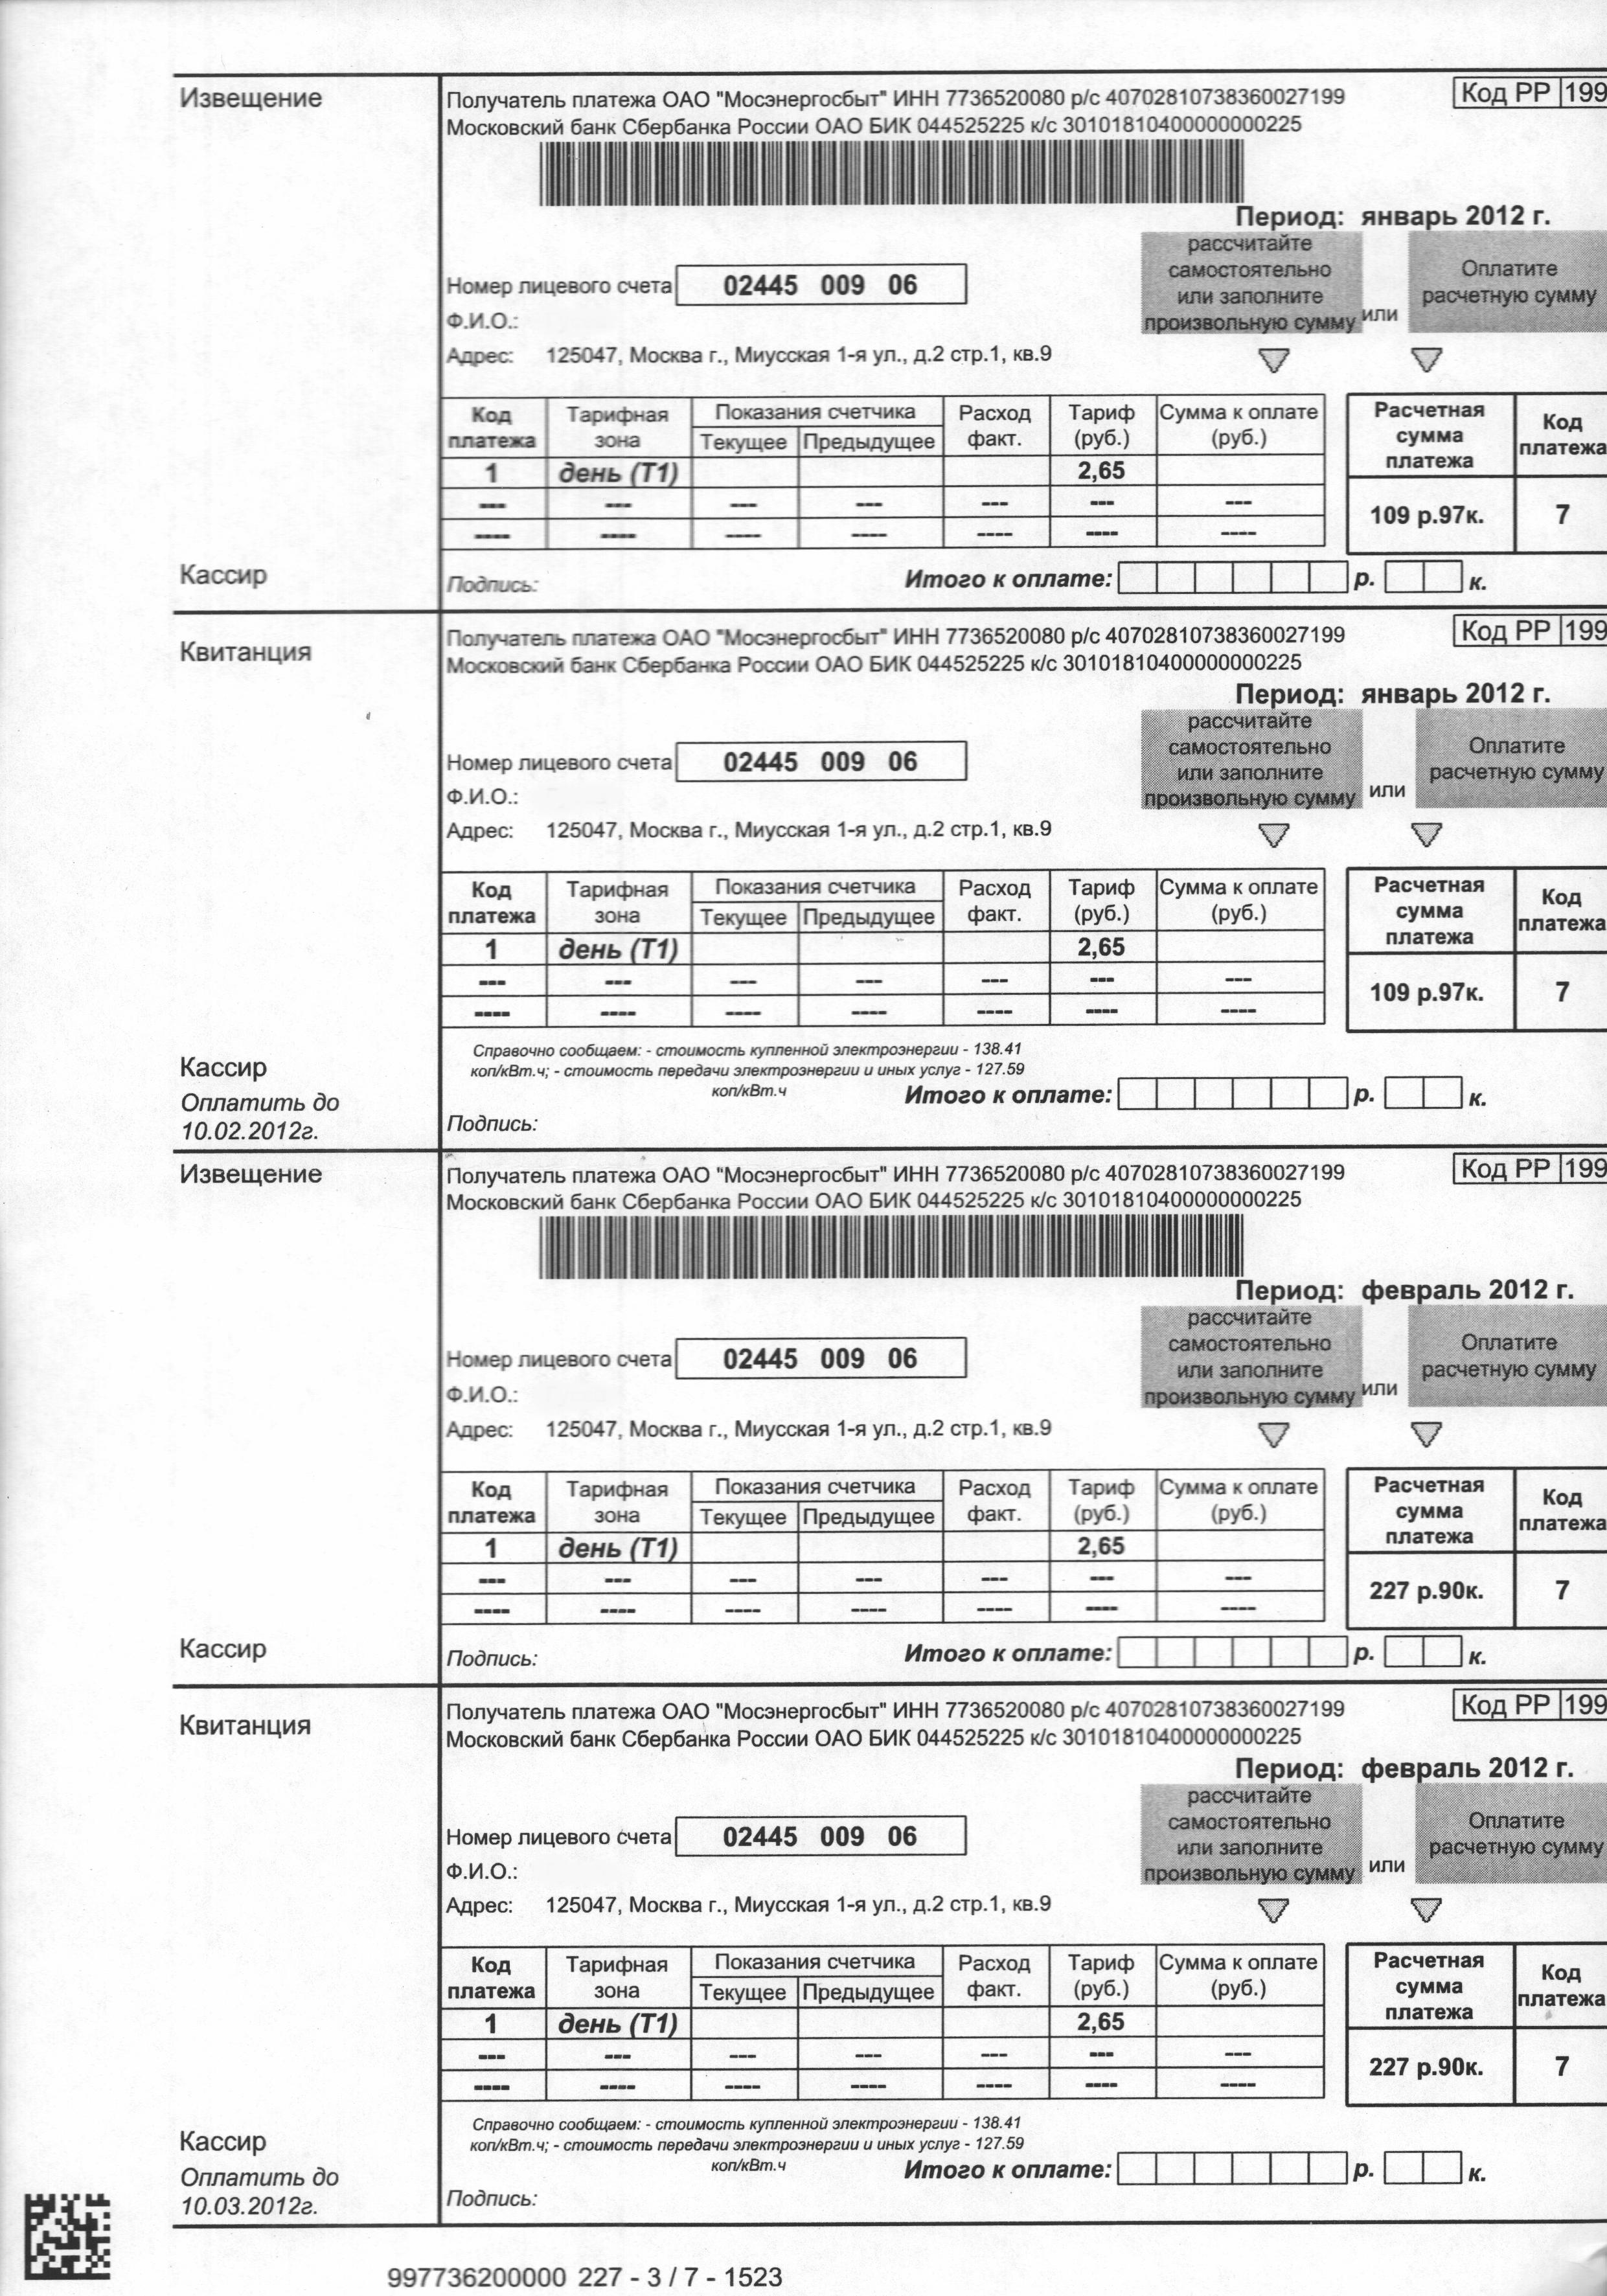 Извещение
Получатель платежа ОАО "Мосэнергосбыт" ИНН 7736520080 р/с 40702810738360027199
Код РР 199
Московский банк Сбербанка России ОАО БИК 044525225 к/с 30101810400000000225
Период: январь 2012 г.
рассчитайте
самостоятельно
или заполните
произвольную сумму
или
Оплатите
расчетную сумму
Номер лицевого счета 02445 009 06
Ф.И.О.:
Адрес: 125047, Москва г., Миусская 1-я ул., д.2 стр.1, кв.9
Код платежа Тарифная зона Показания счетчика Расход факт. Тариф (руб.) Сумма к оплате (руб.) Расчетная сумма платежа Код платежа
Текущее Предыдущее
1 день (Т1) 2,65
--- --- --- --- --- --- ---
109 р.97к. 7
---- ---- ---- ---- ---- ---- ----
Кассир
Подпись:
Итого к оплате: р. к.
Квитанция
Получатель платежа ОАО "Мосэнергосбыт" ИНН 7736520080 р/с 40702810738360027199
Код РР 199
Московский банк Сбербанка России ОАО БИК 044525225 к/с 30101810400000000225
Период: январь 2012 г.
рассчитайте
самостоятельно
или заполните
произвольную сумму
или
Оплатите
расчетную сумму
Номер лицевого счета 02445 009 06
Ф.И.О.:
Адрес: 125047, Москва г., Миусская 1-я ул., д.2 стр.1, кв.9
Код платежа Тарифная зона Показания счетчика Расход факт. Тариф (руб.) Сумма к оплате (руб.) Расчетная сумма платежа Код платежа
Текущее Предыдущее
1 день (Т1) 2,65
--- --- --- --- --- --- ---
109 р.97к. 7
---- ---- ---- ---- ---- ---- ----
Справочно сообщаем: - стоимость купленной электроэнергии - 138.41
коп/кВт.ч; - стоимость передачи электроэнергии и иных услуг - 127.59
коп/кВт.ч
Кассир
Итого к оплате: р. к.
Оплатить до
10.02.2012г.
Подпись:
Извещение
Получатель платежа ОАО "Мосэнергосбыт" ИНН 7736520080 р/с 40702810738360027199
Код РР 199
Московский банк Сбербанка России ОАО БИК 044525225 к/с 30101810400000000225
Период: февраль 2012 г.
рассчитайте
самостоятельно
или заполните
произвольную сумму
или
Оплатите
расчетную сумму
Номер лицевого счета 02445 009 06
Ф.И.О.:
Адрес: 125047, Москва г., Миусская 1-я ул., д.2 стр.1, кв.9
Код платежа Тарифная зона Показания счетчика Расход факт. Тариф (руб.) Сумма к оплате (руб.) Расчетная сумма платежа Код платежа
Текущее Предыдущее
1 день (Т1) 2,65
--- --- --- --- --- --- ---
227 р.90к. 7
---- ---- ---- ---- ---- ---- ----
Кассир
Подпись:
Итого к оплате: р. к.
Квитанция
Получатель платежа ОАО "Мосэнергосбыт" ИНН 7736520080 р/с 40702810738360027199
Код РР 199
Московский банк Сбербанка России ОАО БИК 044525225 к/с 30101810400000000225
Период: февраль 2012 г.
рассчитайте
самостоятельно
или заполните
произвольную сумму
или
Оплатите
расчетную сумму
Номер лицевого счета 02445 009 06
Ф.И.О.:
Адрес: 125047, Москва г., Миусская 1-я ул., д.2 стр.1, кв.9
Код платежа Тарифная зона Показания счетчика Расход факт. Тариф (руб.) Сумма к оплате (руб.) Расчетная сумма платежа Код платежа
Текущее Предыдущее
1 день (Т1) 2,65
--- --- --- --- --- --- ---
227 р.90к. 7
---- ---- ---- ---- ---- ---- ----
Справочно сообщаем: - стоимость купленной электроэнергии - 138.41
коп/кВт.ч; - стоимость передачи электроэнергии и иных услуг - 127.59
коп/кВт.ч
Кассир
Итого к оплате: р. к.
Оплатить до
10.03.2012г.
Подпись:
997736200000 227 - 3 / 7 - 1523